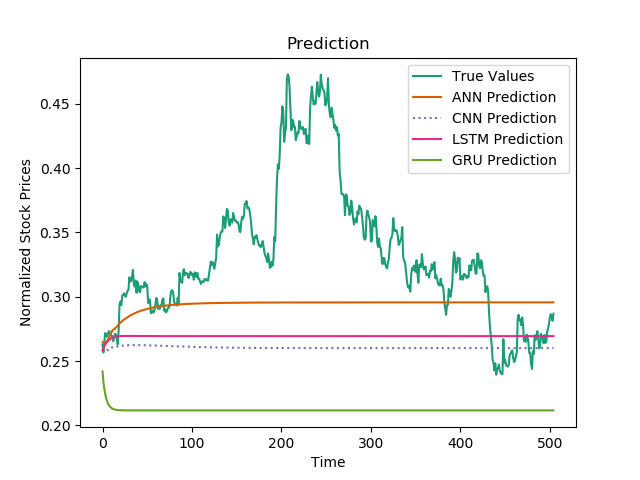 Prediction
True Values
ANN Prediction
CNN Prediction
LSTM Prediction
GRU Prediction
Normalized Stock Prices
0.45
0.40
0.35
0.30
0.25
0.20
0 100 200 300 400 500
Time